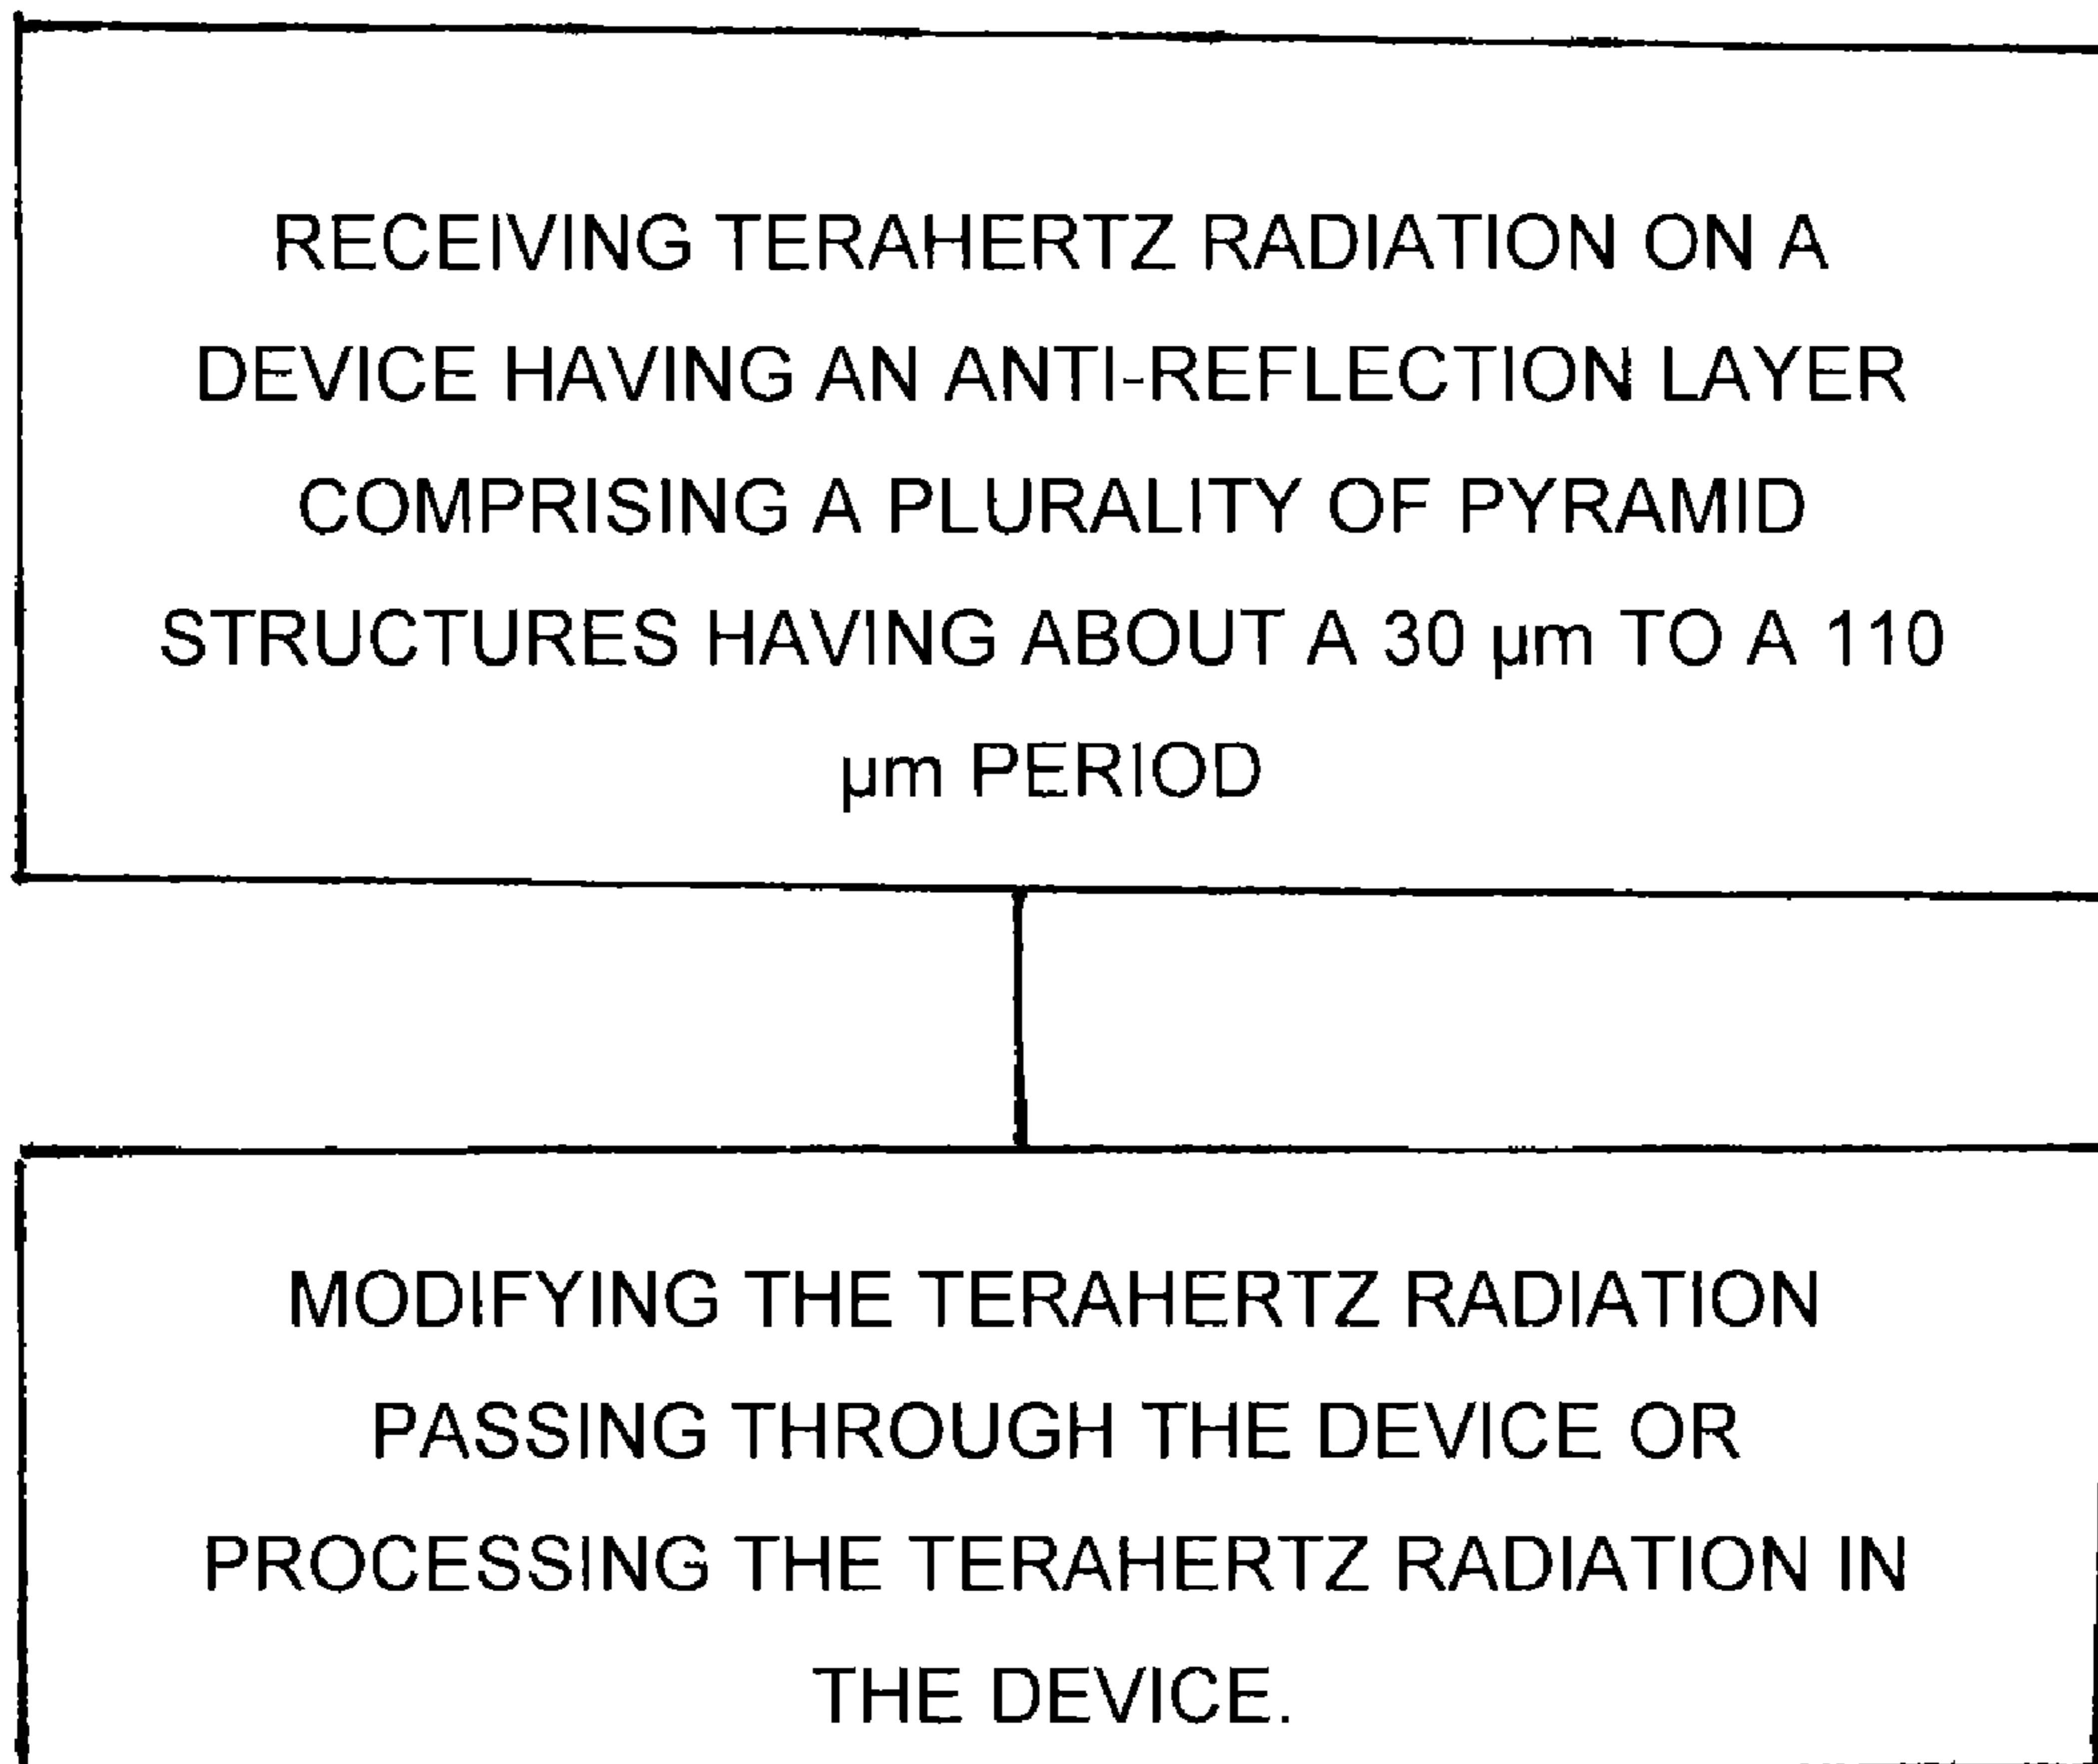 RECEIVING TERAHERTZ RADIATION ON A
DEVICE HAVING AN ANTI-REFLECTION LAYER
COMPRISING A PLURALITY OF PYRAMID
STRUCTURES HAVING ABOUT A 30 µm TO A 110
µm PERIOD
MODIFYING THE TERAHERTZ RADIATION
PASSING THROUGH THE DEVICE OR
PROCESSING THE TERAHERTZ RADIATION IN
THE DEVICE.